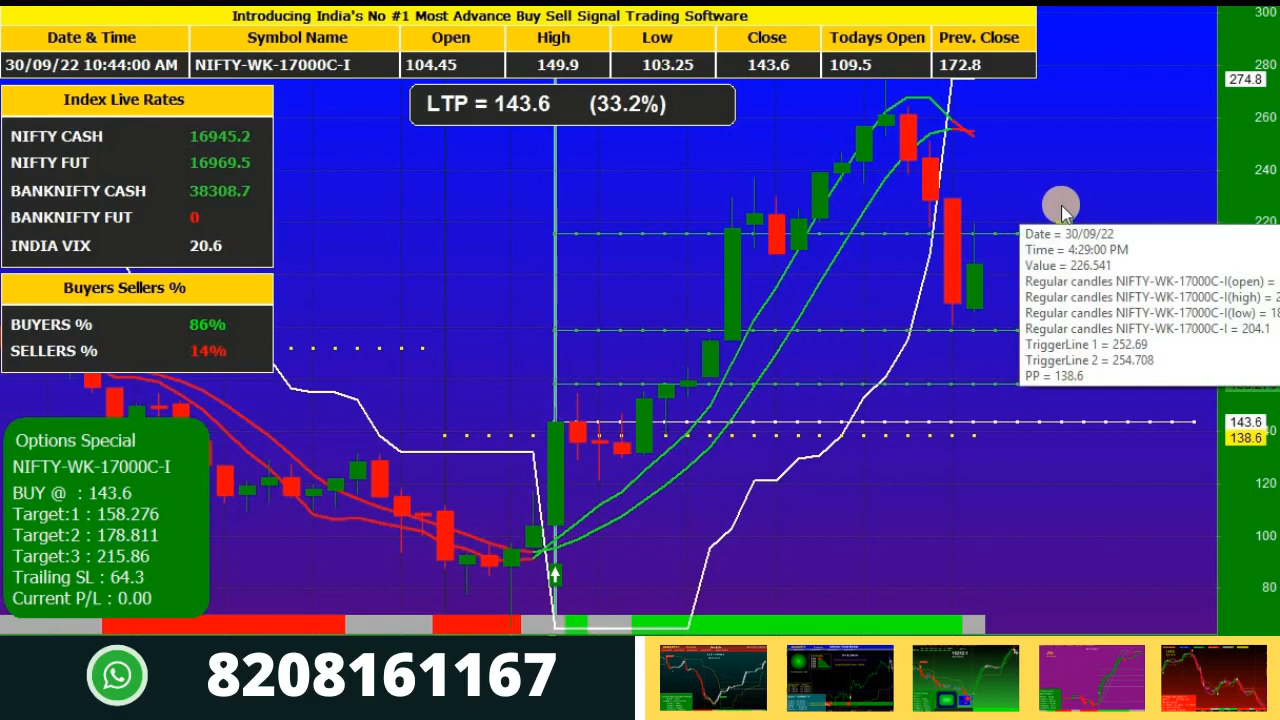 Introducing India's No #1 Most Advance Buy Sell Signal Trading Software
Date & Time Symbol Name Open High Low Close Todays Open Prev. Close
30/09/22 10:44:00 AM NIFTY-WK-17000C-I 104.45 149.9 103.25 143.6 109.5 172.8
LTP = 143.6 (33.2%)
Index Live Rates
NIFTY CASH 16945.2
NIFTY FUT 16969.5
BANKNIFTY CASH 38308.7
BANKNIFTY FUT 0
INDIA VIX 20.6
Buyers Sellers %
BUYERS % 86%
SELLERS % 14%
Options Special
NIFTY-WK-17000C-I
BUY @ : 143.6
Target:1 : 158.276
Target:2 : 178.811
Target:3 : 215.86
Trailing SL : 64.3
Current P/L : 0.00
Date = 30/09/22
Time = 4:29:00 PM
Value = 226.541
Regular candles NIFTY-WK-17000C-I(open) =
Regular candles NIFTY-WK-17000C-I(high) = 2
Regular candles NIFTY-WK-17000C-I(low) = 18
Regular candles NIFTY-WK-17000C-I = 204.1
TriggerLine 1 = 252.69
TriggerLine 2 = 254.708
PP = 138.6
300
280
274.8
260
240
220
143.6
138.6
120
100
80
8208161167